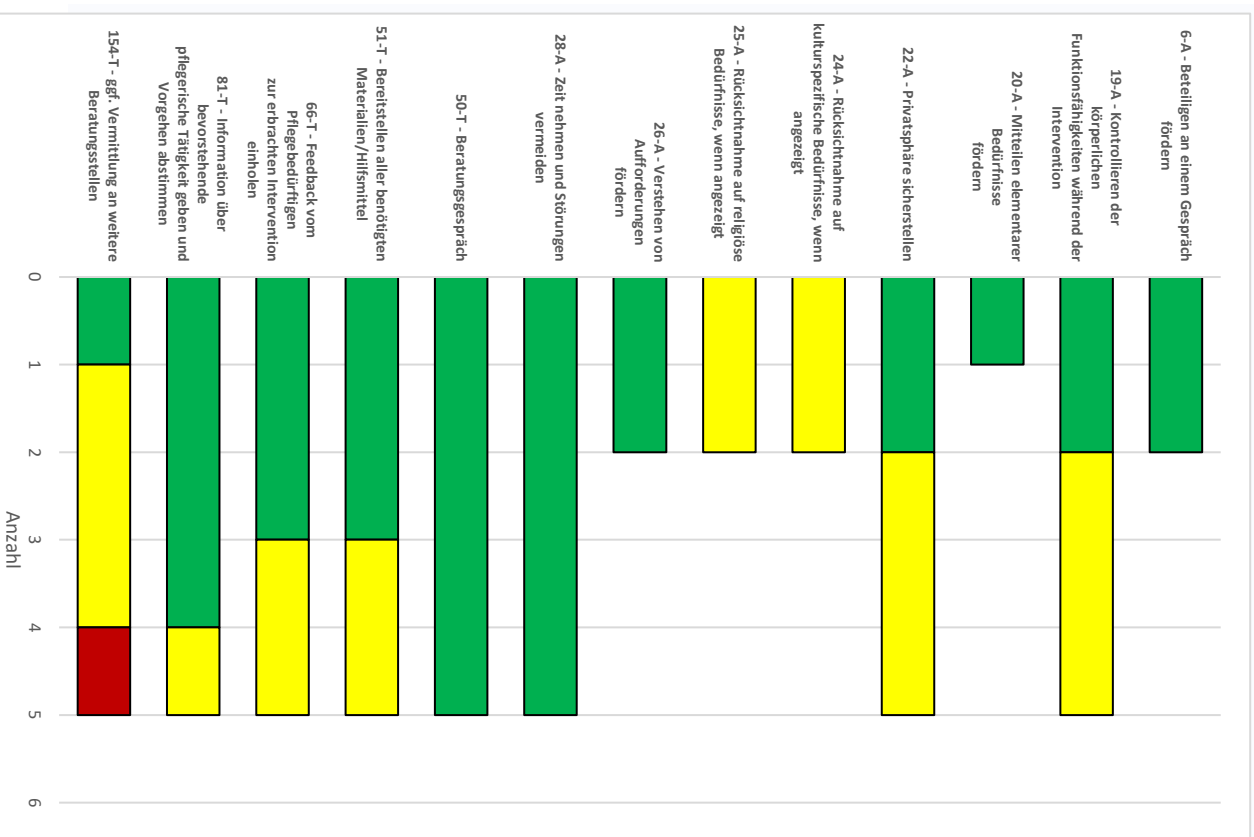 6-A - Beteiligen an einem Gespräch
fördern
19-A - Kontrollieren der
körperlichen
Funktionsfähigkeiten während der
Intervention
20-A - Mitteilen elementarer
Bedürfnisse
fördern
22-A - Privatsphäre sicherstellen
24-A - Rücksichtnahme auf
kulturspezifische Bedürfnisse, wenn
angezeigt
25-A - Rücksichtnahme auf religiöse
Bedürfnisse, wenn angezeigt
26-A - Verstehen von
Aufforderungen
fördern
28-A - Zeit nehmen und Störungen
vermeiden
50-T - Beratungsgespräch
51-T - Bereitstellen aller benötigten
Materialien/Hilfsmittel
66-T - Feedback vom
Pflegebedürftigen
zur erbrachten Intervention
einholen
81-T - Information über
bevorstehende
pflegerische Tätigkeit geben und
Vorgehen abstimmen
154-T - ggf. Vermittlung an weitere
Beratungsstellen
0 1 2 3 4 5 6
Anzahl